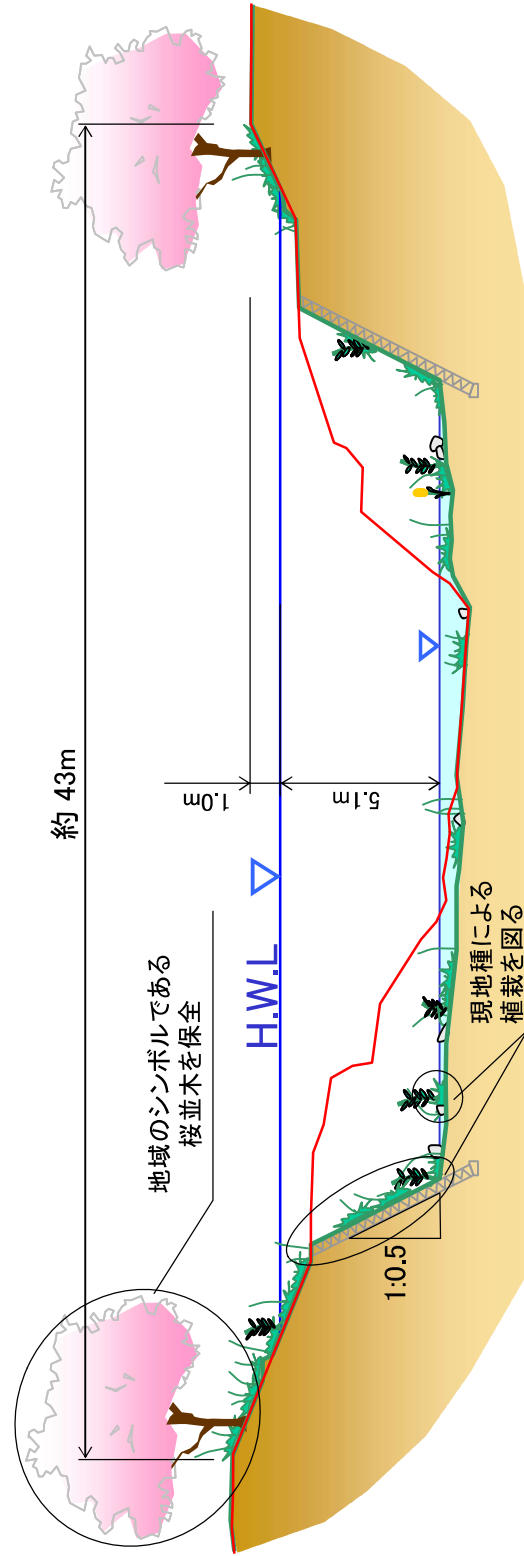 約 43m
地域のシンボルである
桜並木を保全
H.W.L
1.0m
5.1m
1:0.5
現地種による
植栽を図る